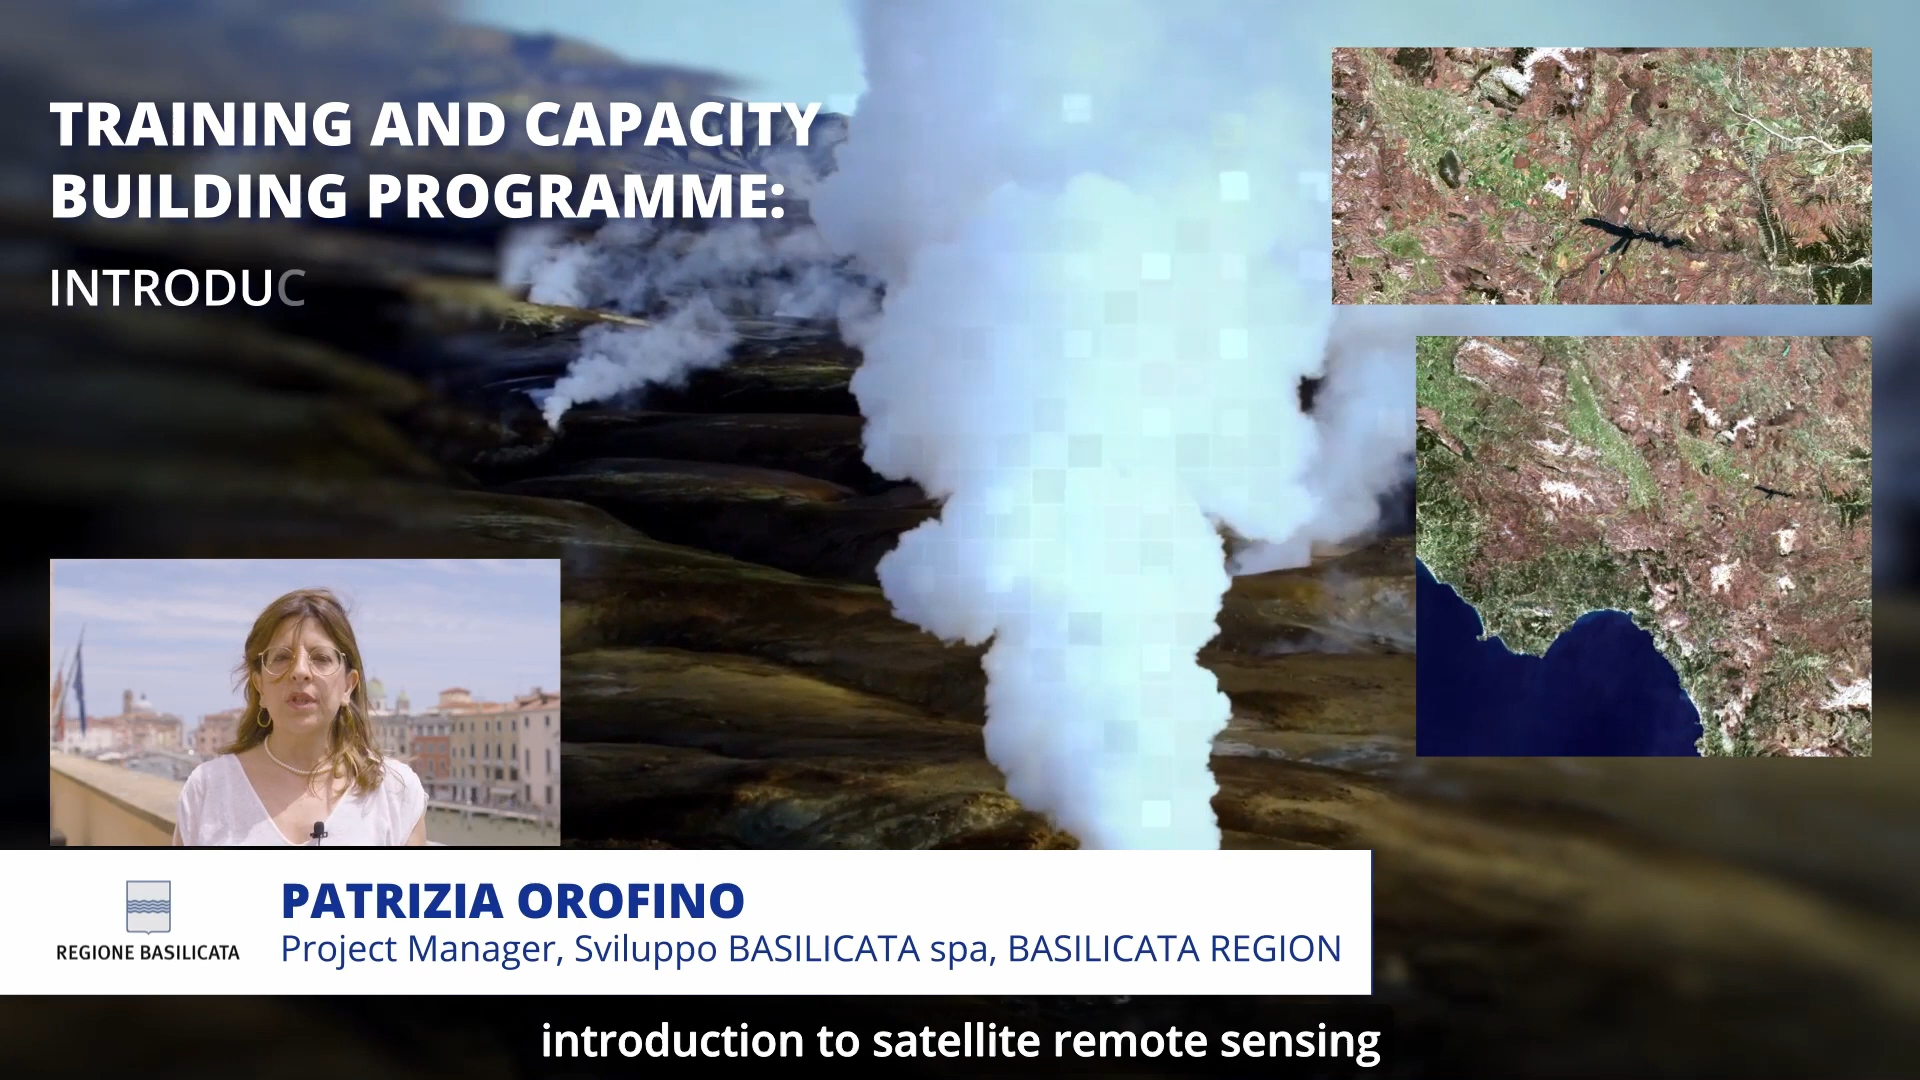 TRAINING AND CAPACITY
BUILDING PROGRAMME:
INTRODUC
REGIONE BASILICATA
PATRIZIA OROFINO
Project Manager, Sviluppo BASILICATA spa, BASILICATA REGION
introduction to satellite remote sensing